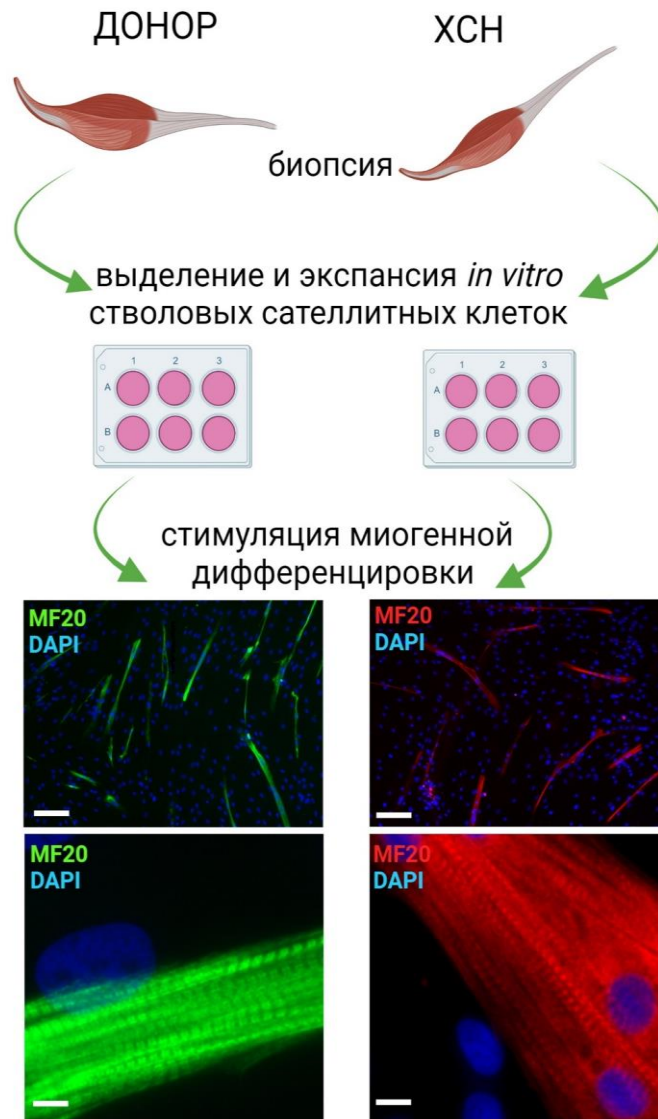 ДОНОР
ХСН
биопсия
выделение и экспансия in vitro
стволовых сателлитных клеток
1 2 3
A
B
1 2 3
A
B
стимуляция миогенной
дифференцировки
MF20
DAPI
MF20
DAPI
MF20
DAPI
MF20
DAPI